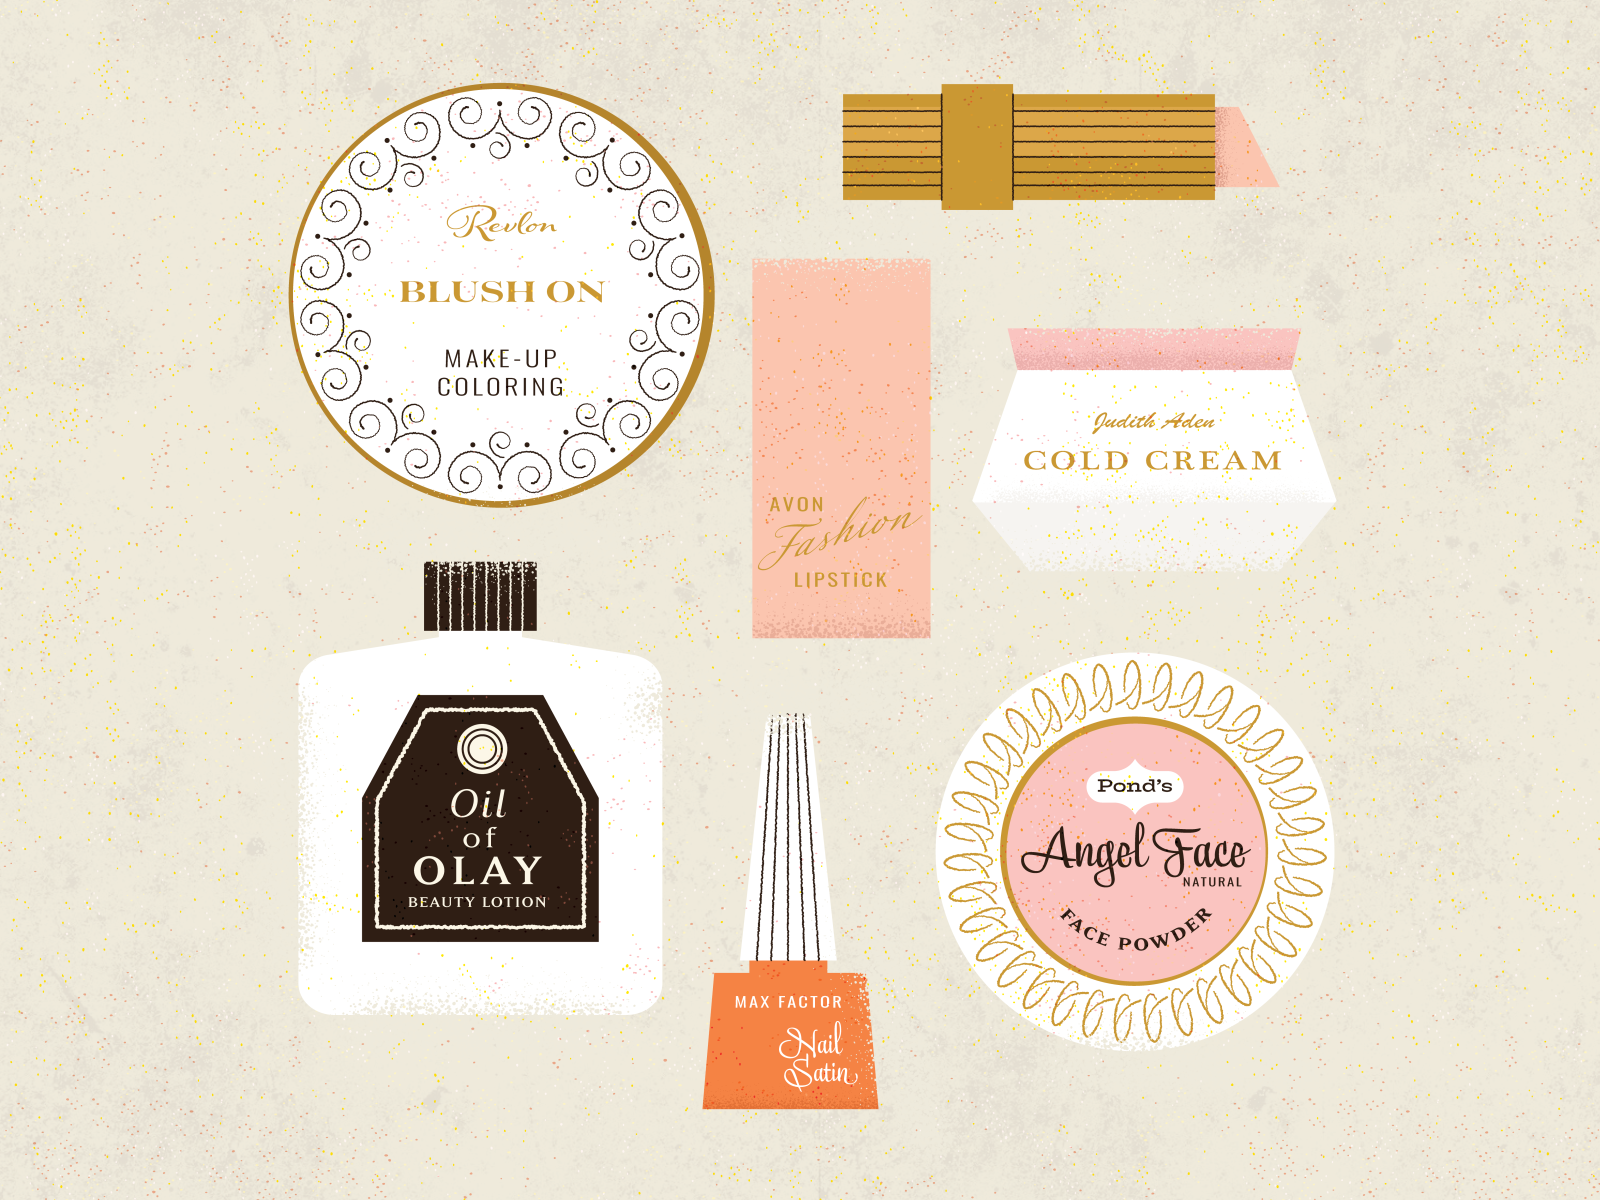 Revlon
BLUSH ON
MAKE-UP
COLORING
AVON
Fashion
LIPSTICK
Judith Aden
COLD CREAM
Oil
of
OLAY
BEAUTY LOTION
MAX FACTOR
Nail
Satin
Pond's
Angel Face
NATURAL
FACE POWDER